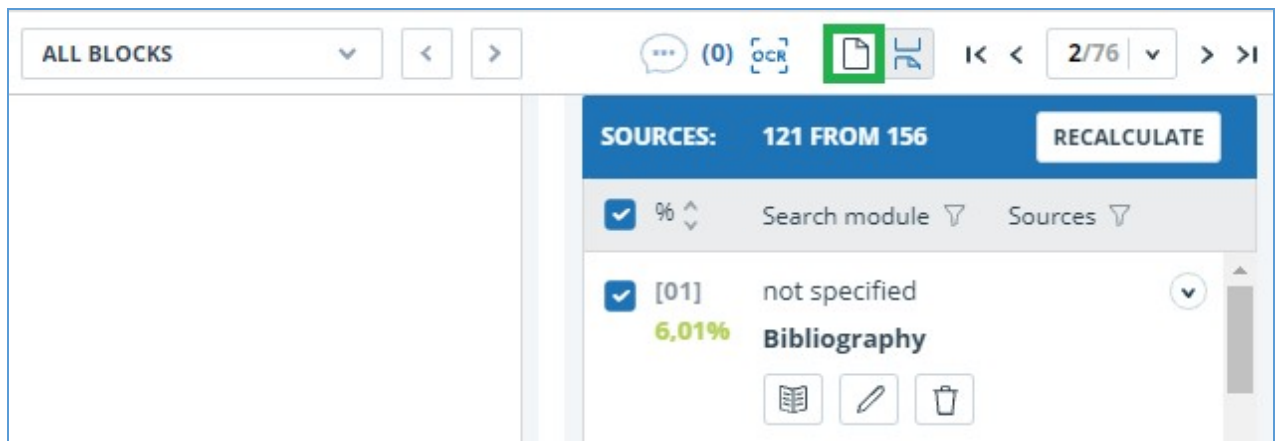 ALL BLOCKS (0) OCR 2/76
SOURCES: 121 FROM 156 RECALCULATE
% Search module Sources
[01] not specified
6,01% Bibliography